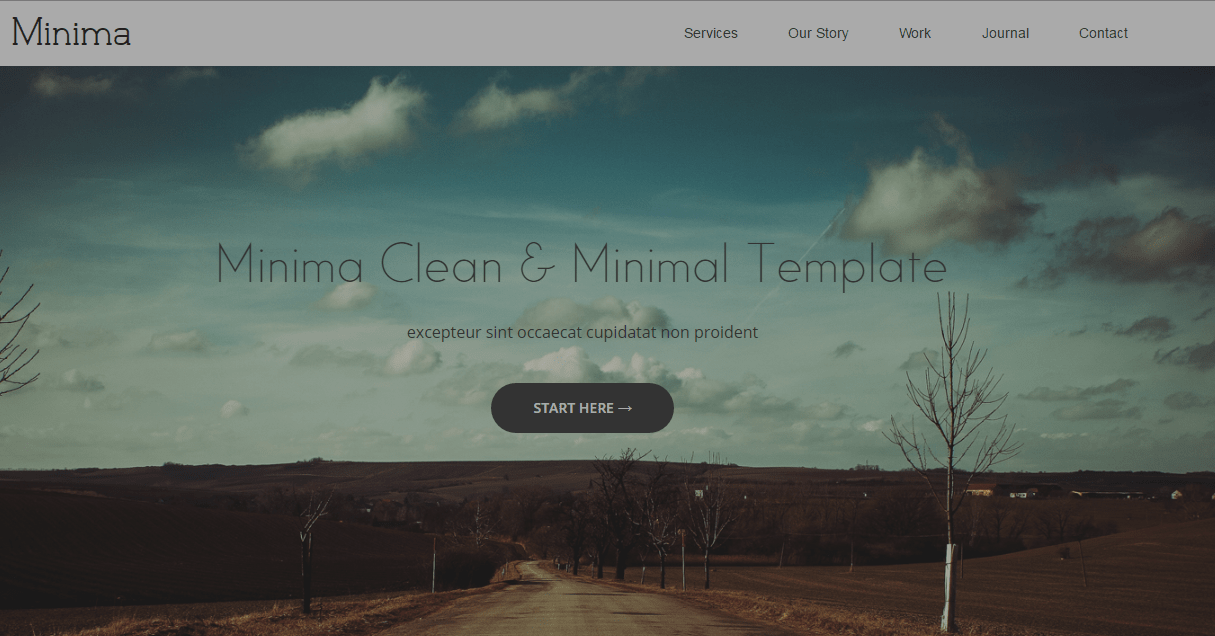 Minima
Services Our Story Work Journal Contact
Minima Clean & Minimal Template
excepteur sint occaecat cupidatat non proident
START HERE →